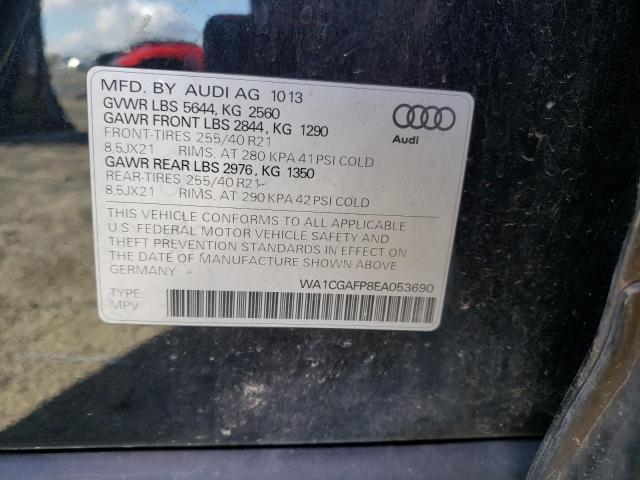 MFD. BY AUDI AG 10 13
GVWR LBS 5644, KG 2560
GAWR FRONT LBS 2844, KG 1290
FRONT-TIRES 255/40 R21
8,5JX21 RIMS, AT 280 KPA 41 PSI COLD
GAWR REAR LBS 2976, KG 1350
REAR-TIRES 255/40 R21
8,5JX21 RIMS, AT 290 KPA 42 PSI COLD
Audi
THIS VEHICLE CONFORMS TO ALL APPLICABLE
U.S. FEDERAL MOTOR VEHICLE SAFETY AND
THEFT PREVENTION STANDARDS IN EFFECT ON
THE DATE OF MANUFACTURE SHOWN ABOVE
GERMANY
WA1CGAFP8EA053690
TYPE:
MPV